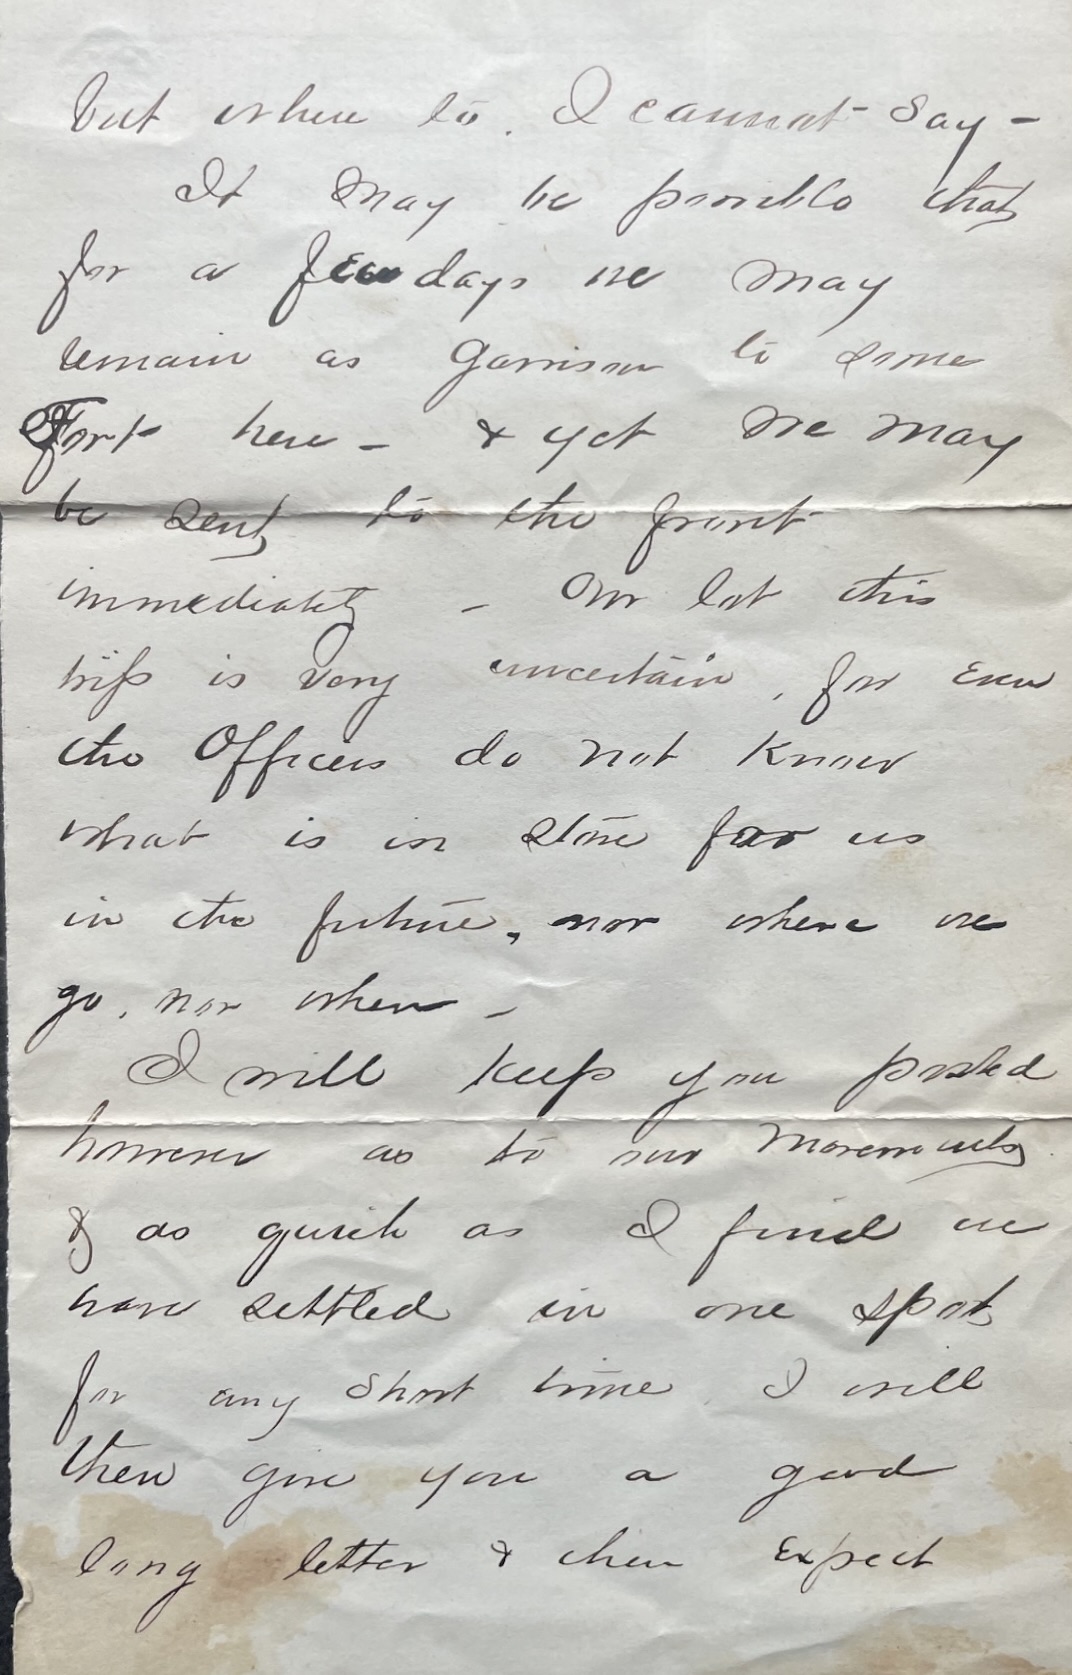 but where to. I cannot say -
It may be possible that
for a few days we may
remain as Garrison to some
Fort here - & yet we may
be sent to the front
immediately - Our lot this
trip is very uncertain, for even
the Officers do not know
what is in store for us
in the future, nor where we
go, nor when -
I will keep you posted
however as to our movements
& as quick as I find we
have settled in one spot
for any short time I will
then give you a good
long letter & then expect